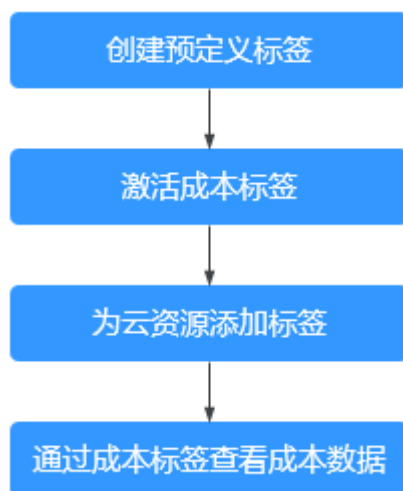 创建预定义标签
激活成本标签
为云资源添加标签
通过成本标签查看成本数据